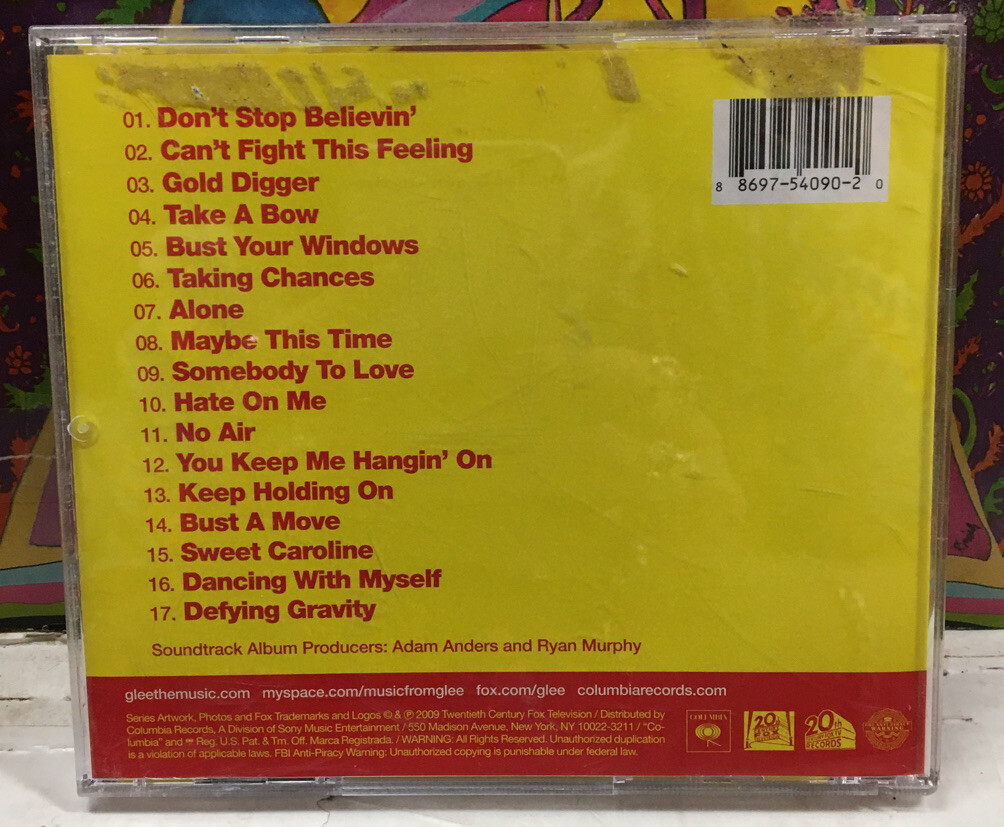 01. Don't Stop Believin'
02. Can't Fight This Feeling
03. Gold Digger
04. Take A Bow
05. Bust Your Windows
06. Taking Chances
07. Alone
08. Maybe This Time
09. Somebody To Love
10. Hate On Me
11. No Air
12. You Keep Me Hangin' On
13. Keep Holding On
14. Bust A Move
15. Sweet Caroline
16. Dancing With Myself
17. Defying Gravity
8 8697-54090-2 0
Soundtrack Album Producers: Adam Anders and Ryan Murphy
gleethemusic.com myspace.com/musicfromglee fox.com/glee columbiarecords.com
Series Artwork, Photos and Fox Trademarks and Logos © & ℗ 2009 Twentieth Century Fox Television / Distributed by
Columbia Records, A Division of Sony Music Entertainment / 550 Madison Avenue, New York, NY 10022-3211 / "Co-
lumbia" and Reg. U.S. Pat. & Tm. Off. Marca Registrada. / WARNING: All Rights Reserved. Unauthorized duplication
is a violation of applicable laws. FBI Anti-Piracy Warning: Unauthorized copying is punishable under federal law.
COLUMBIA
20th
RECORDS
WARNING